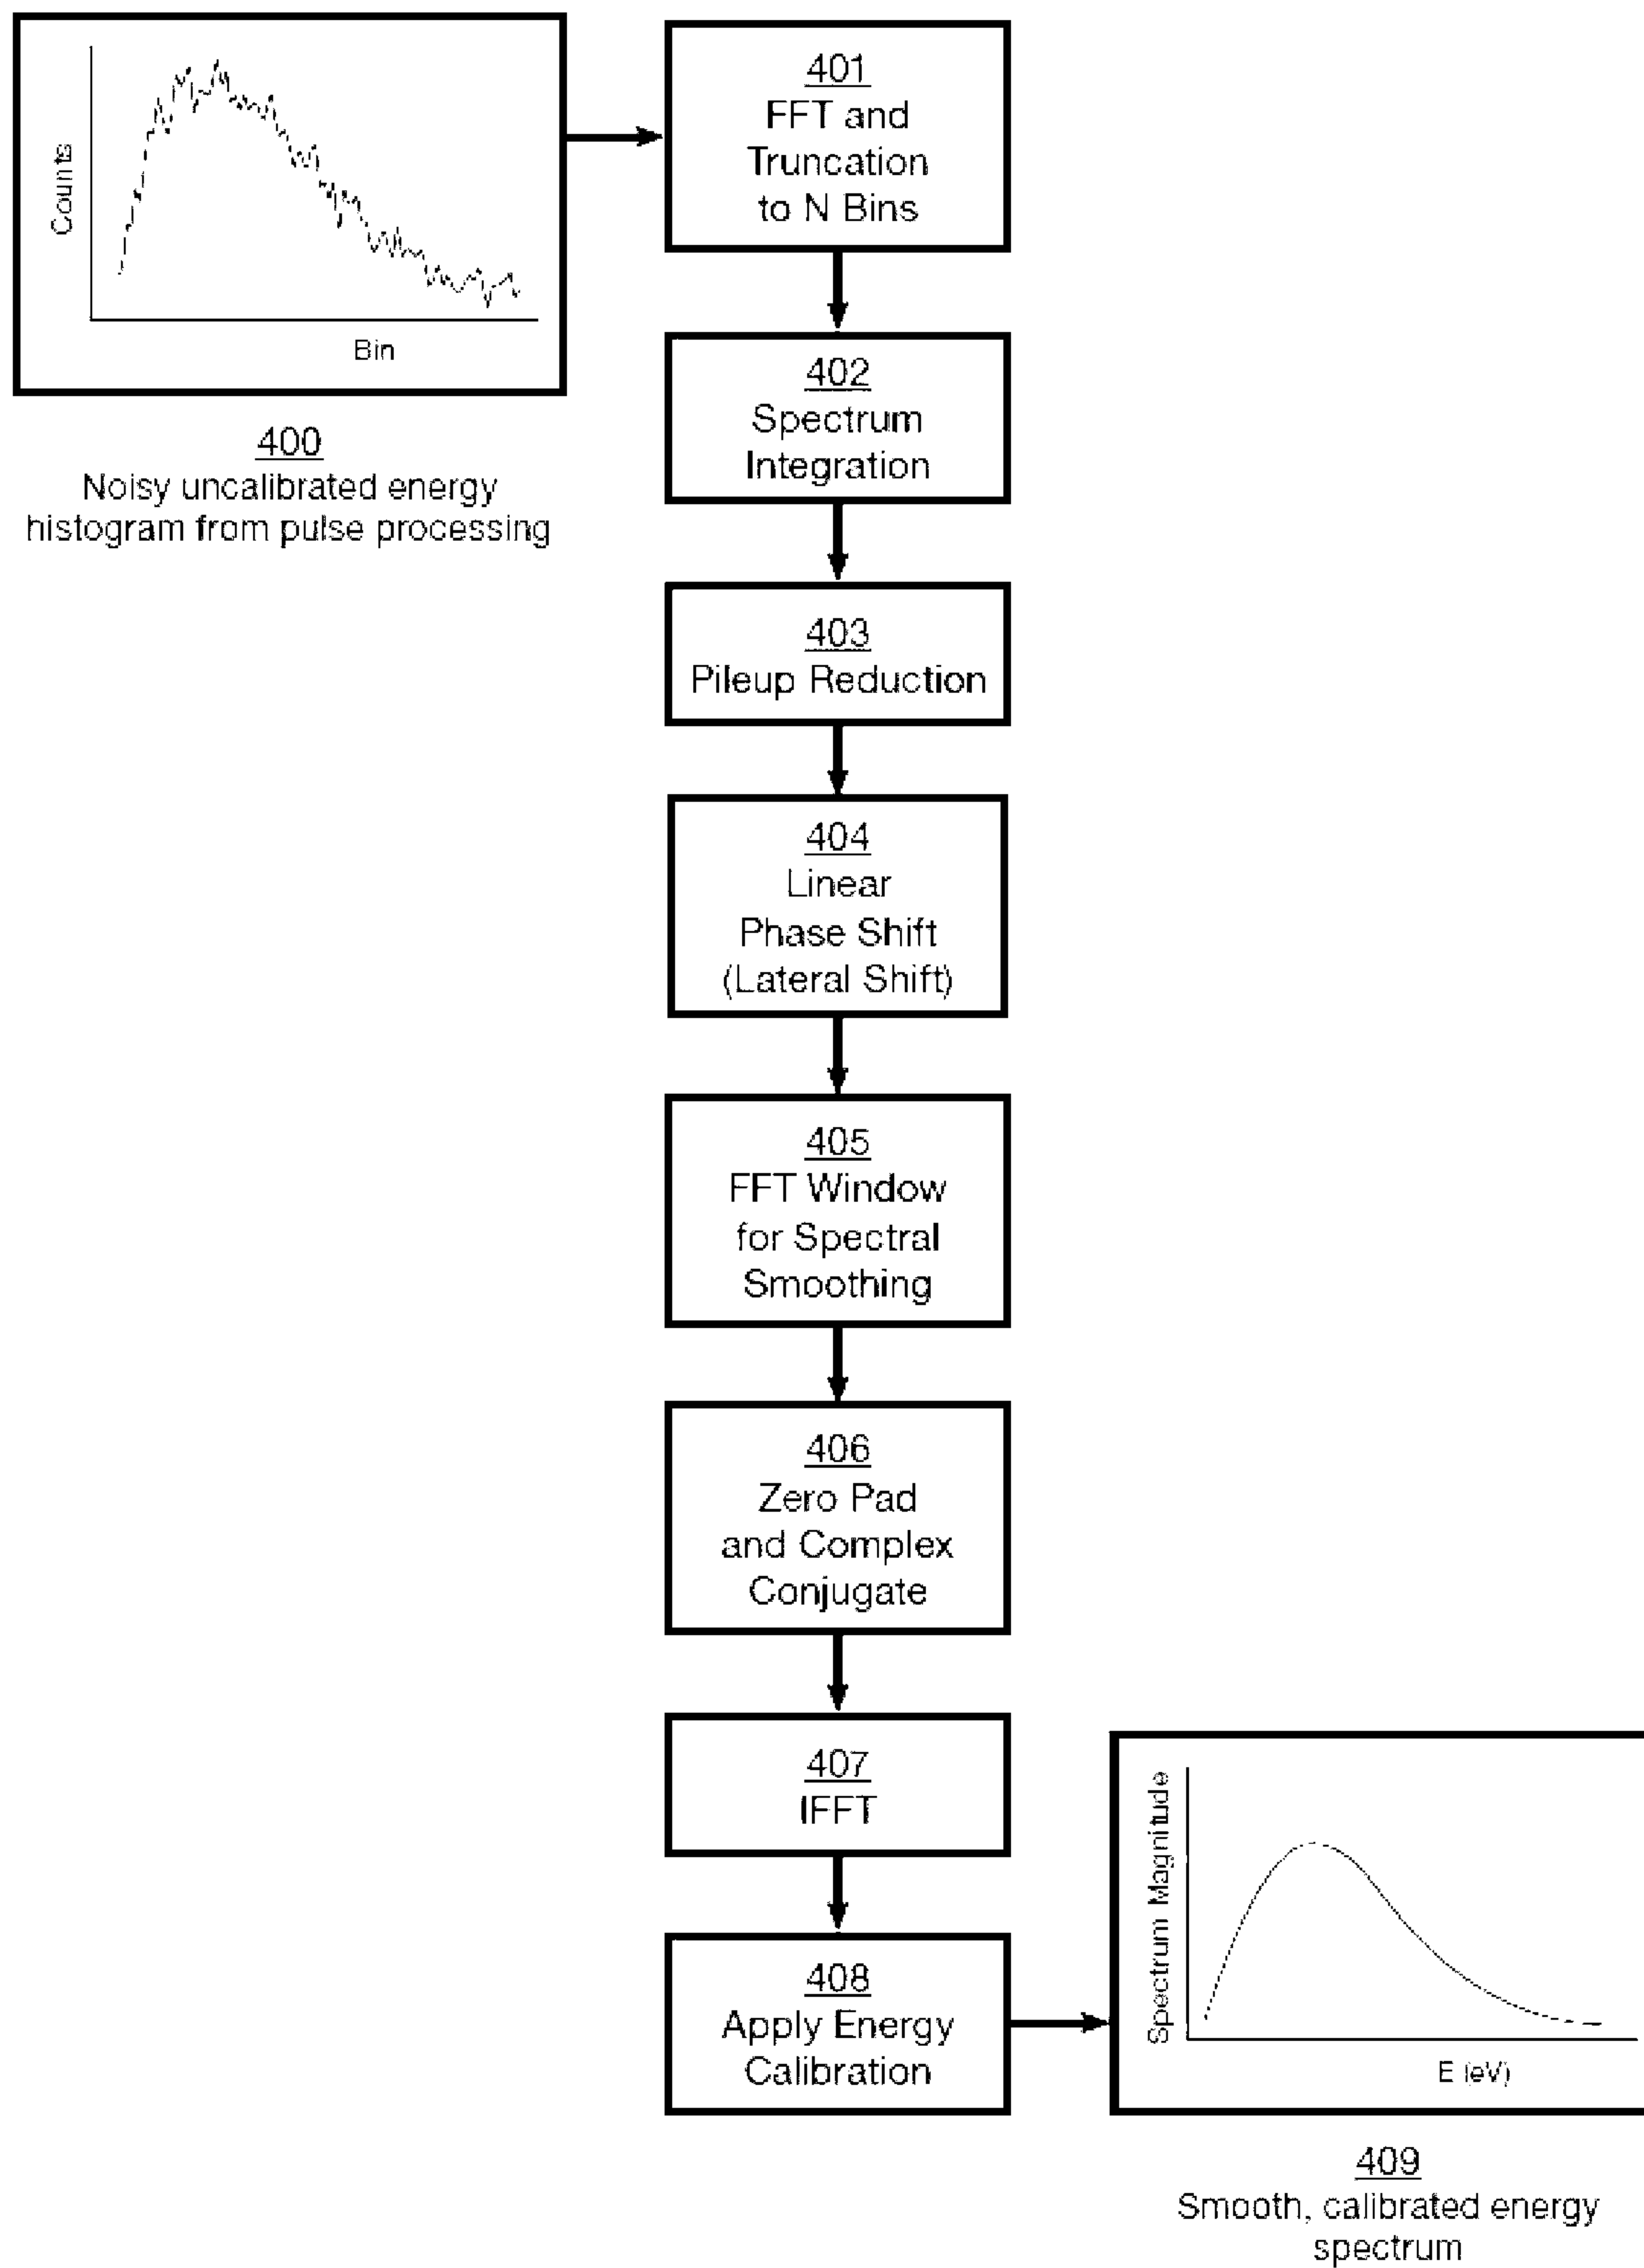 Counts
Bin
400
Noisy uncalibrated energy
histogram from pulse processing
401
FFT and
Truncation
to N Bins
402
Spectrum
Integration
403
Pileup Reduction
404
Linear
Phase Shift
(Lateral Shift)
405
FFT Window
for Spectral
Smoothing
406
Zero Pad
and Complex
Conjugate
407
IFFT
408
Apply Energy
Calibration
Spectrum Magnitude
E (eV)
409
Smooth, calibrated energy
spectrum